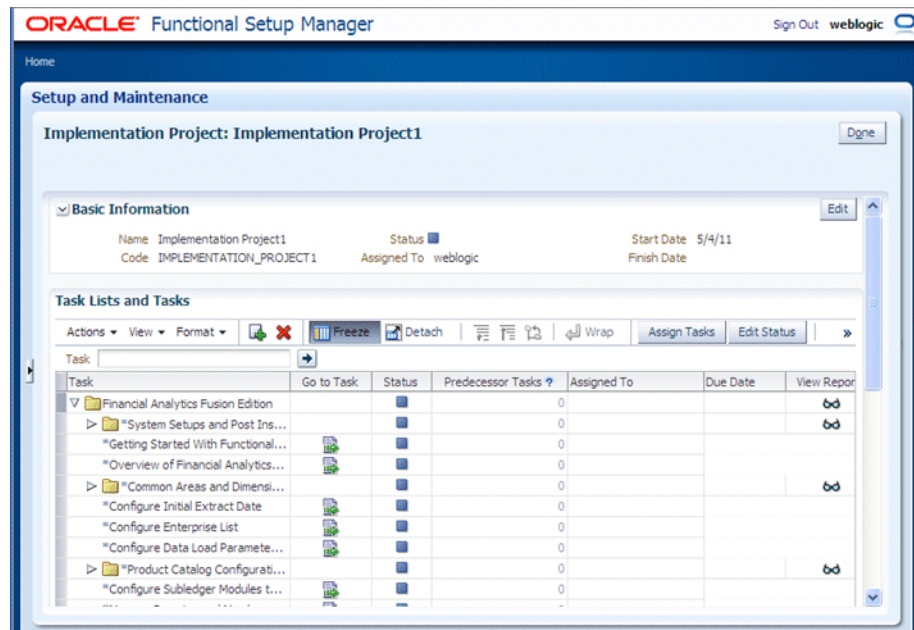 ORACLE® Functional Setup Manager Sign Out weblogic
Home
Setup and Maintenance
Implementation Project: Implementation Project1 Done
Basic Information Edit
Name Implementation Project1 Status Start Date 5/4/11
Code IMPLEMENTATION_PROJECT1 Assigned To weblogic Finish Date
Task Lists and Tasks
Actions View Format Freeze Detach Wrap Assign Tasks Edit Status »
Task
Task Go to Task Status Predecessor Tasks ? Assigned To Due Date View Repor
Financial Analytics Fusion Edition 0
*System Setups and Post Ins... 0
*Getting Started With Functional... 0
*Overview of Financial Analytics... 0
*Common Areas and Dimensi... 0
*Configure Initial Extract Date 0
*Configure Enterprise List 0
*Configure Data Load Paramete... 0
*Product Catalog Configurati... 0
*Configure Subledger Modules t... 0